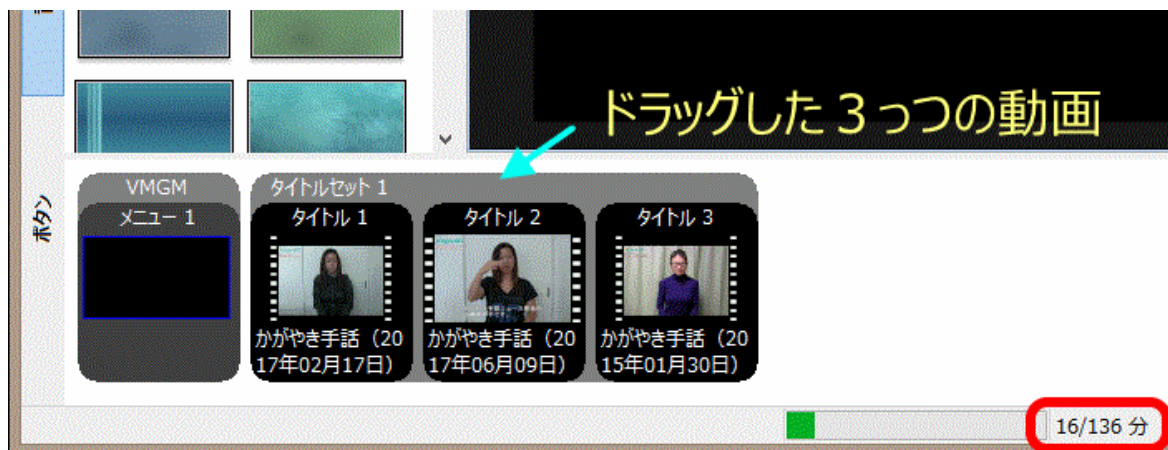 ドラッグした３っつの動画
ボタン
VMGM
メニュー 1
タイトルセット 1
タイトル 1
かがやき手話（20
17年02月17日）
タイトル 2
かがやき手話（20
17年06月09日）
タイトル 3
かがやき手話（20
15年01月30日）
16/136 分